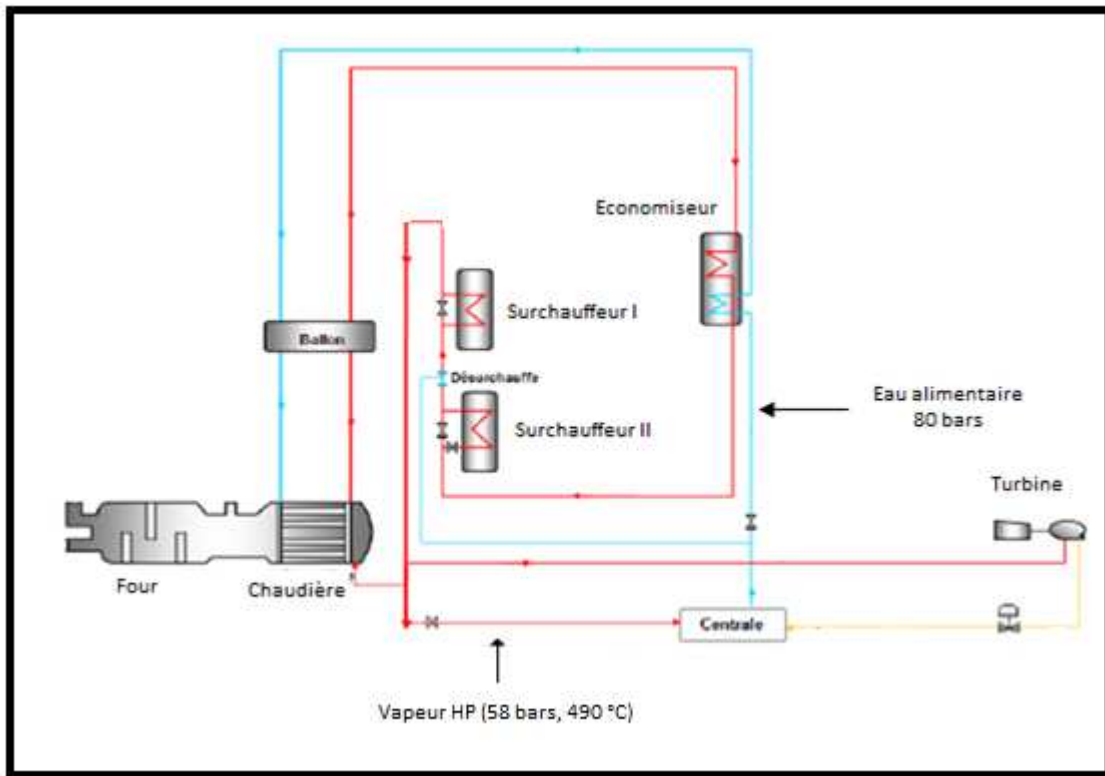 Economiseur
Surchauffeur I
Ballon
Désurchauffe
Surchauffeur II
Eau alimentaire
80 bars
Turbine
Four
Chaudière
Centrale
Vapeur HP (58 bars, 490 °C)